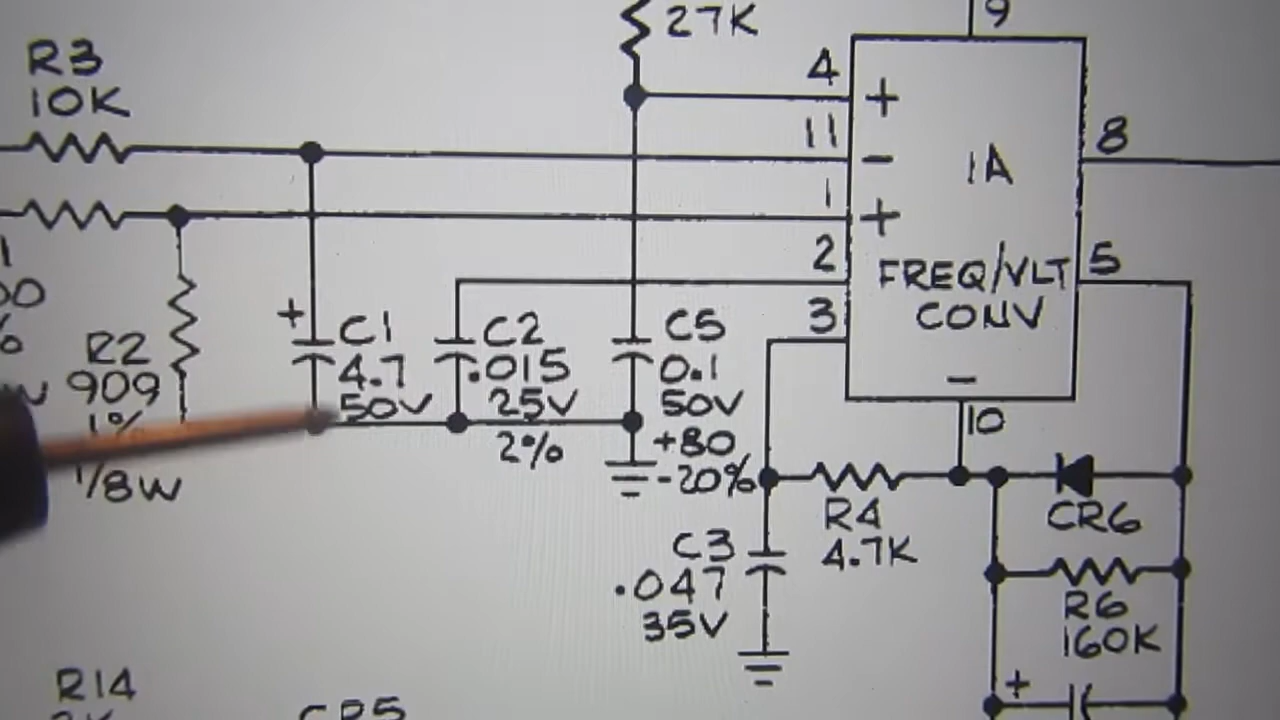 27K
9
R3
10K
4
+
11
-
1A
8
1
+
2
FREQ/VLT
CONV
5
3
-
10
R2
909
1%
1/8W
+
C1
4.7
50V
C2
.015
25V
2%
C5
0.1
50V
+80
-20%
R4
4.7K
CR6
C3
.047
35V
R6
160K
+
R14
CR5